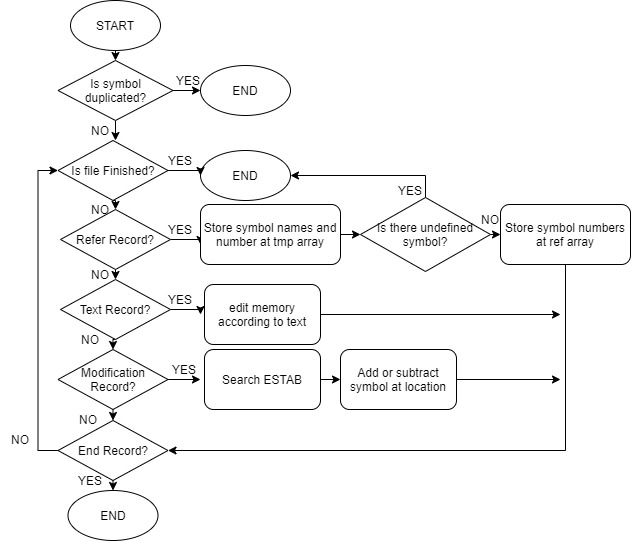 START
Is symbol
duplicated?
YES
END
NO
Is file Finished?
YES
END
YES
NO
Refer Record?
YES
Store symbol names and
number at tmp array
Is there undefined
symbol?
NO
Store symbol numbers
at ref array
NO
Text Record?
YES
edit memory
according to text
NO
Modification
Record?
YES
Search ESTAB
Add or subtract
symbol at location
NO
NO
End Record?
YES
END